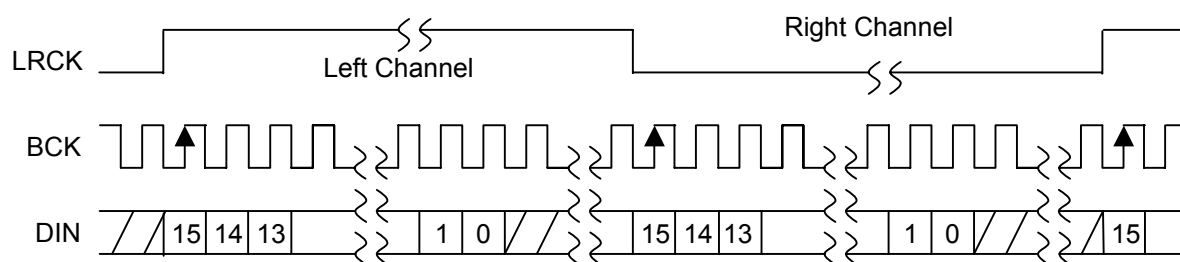 Right Channel
LRCK
Left Channel
BCK
DIN 15 14 13 1 0 15 14 13 1 0 15